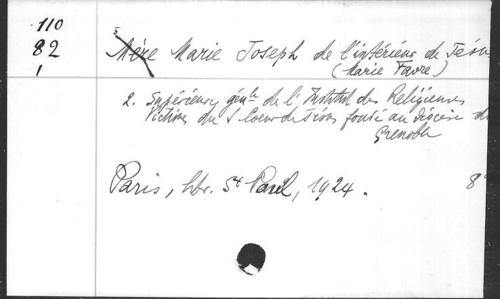 110
82
1
Mère Marie Joseph de l'intérieur de Jésu
(Marie Favre)
2. Supérieure génle de l'Institut des Religieuses
Victimes du S. Coeur de Jésus fondé au Diocèse de
Grenoble
Paris, libr. St Paul, 1924. 8°